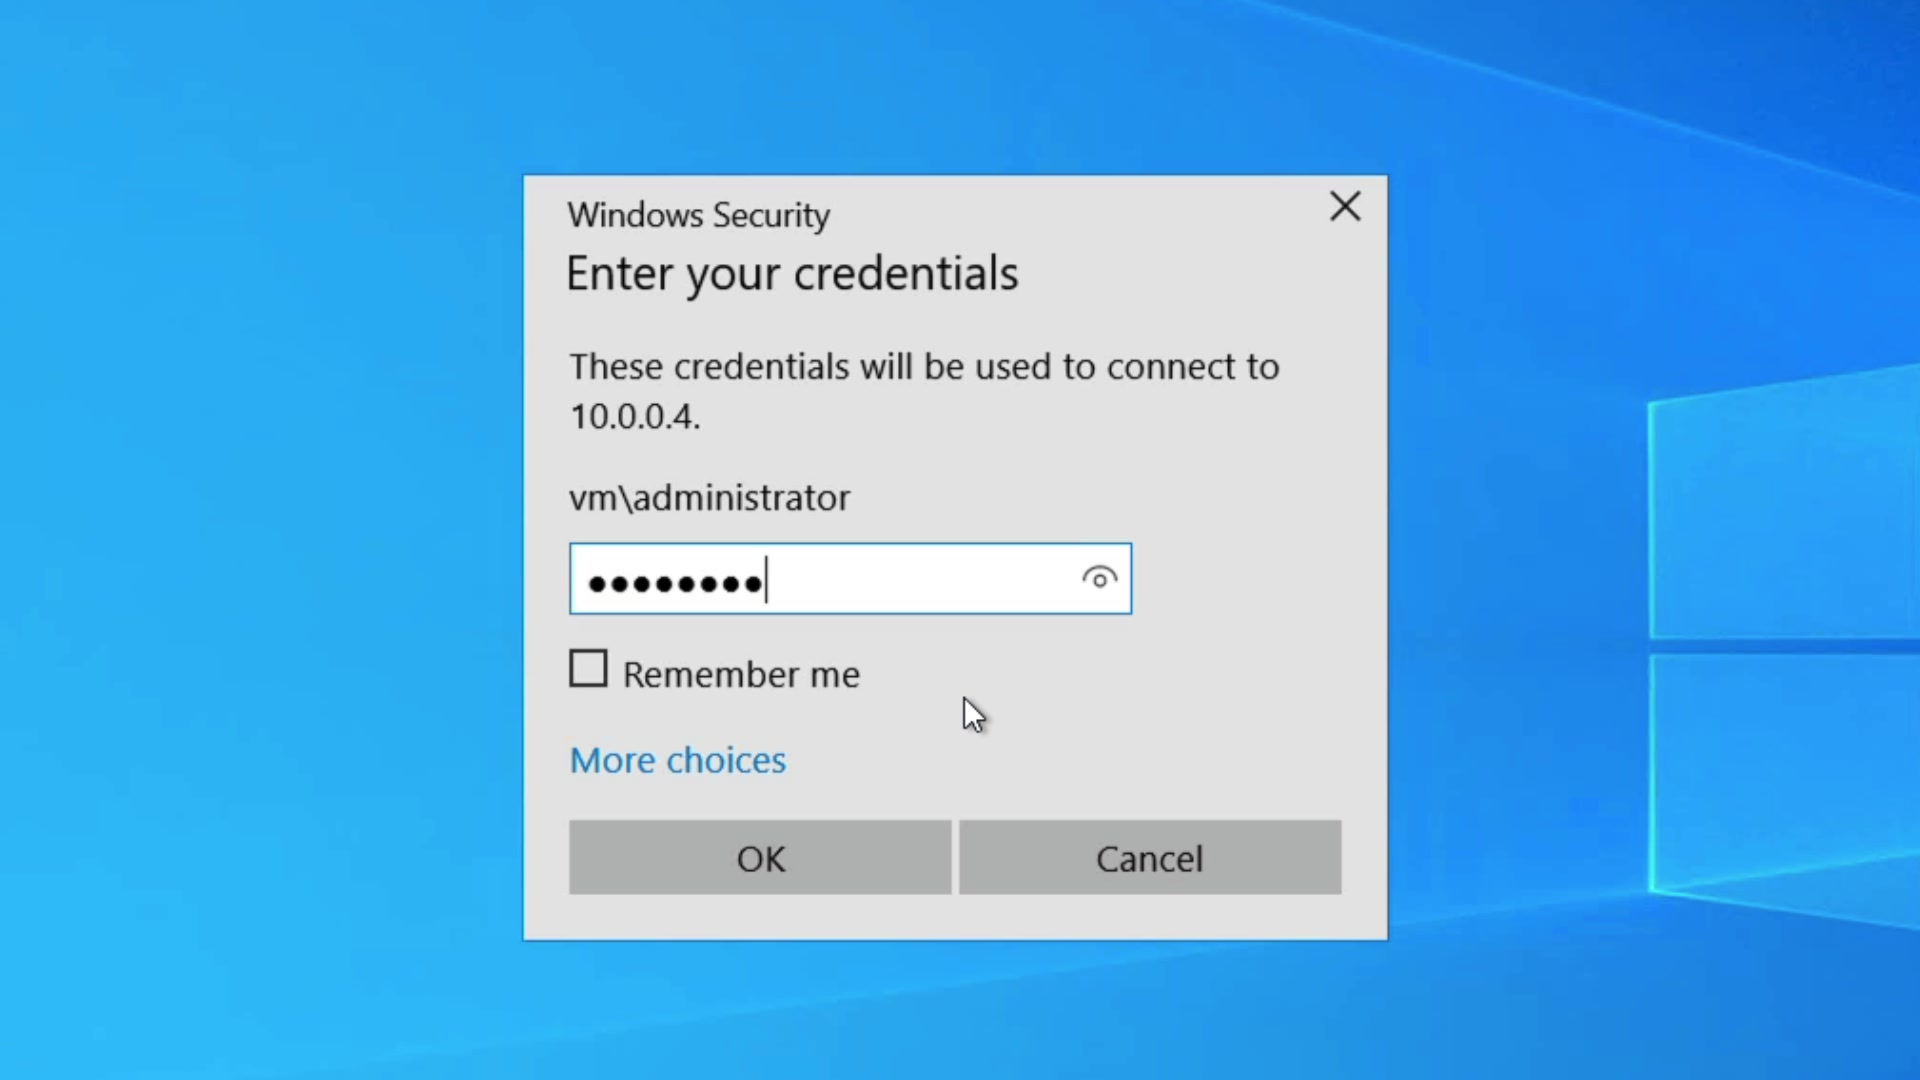 Windows Security
Enter your credentials
These credentials will be used to connect to
10.0.0.4.
vm\administrator
●●●●●●●●
Remember me
More choices
OK
Cancel